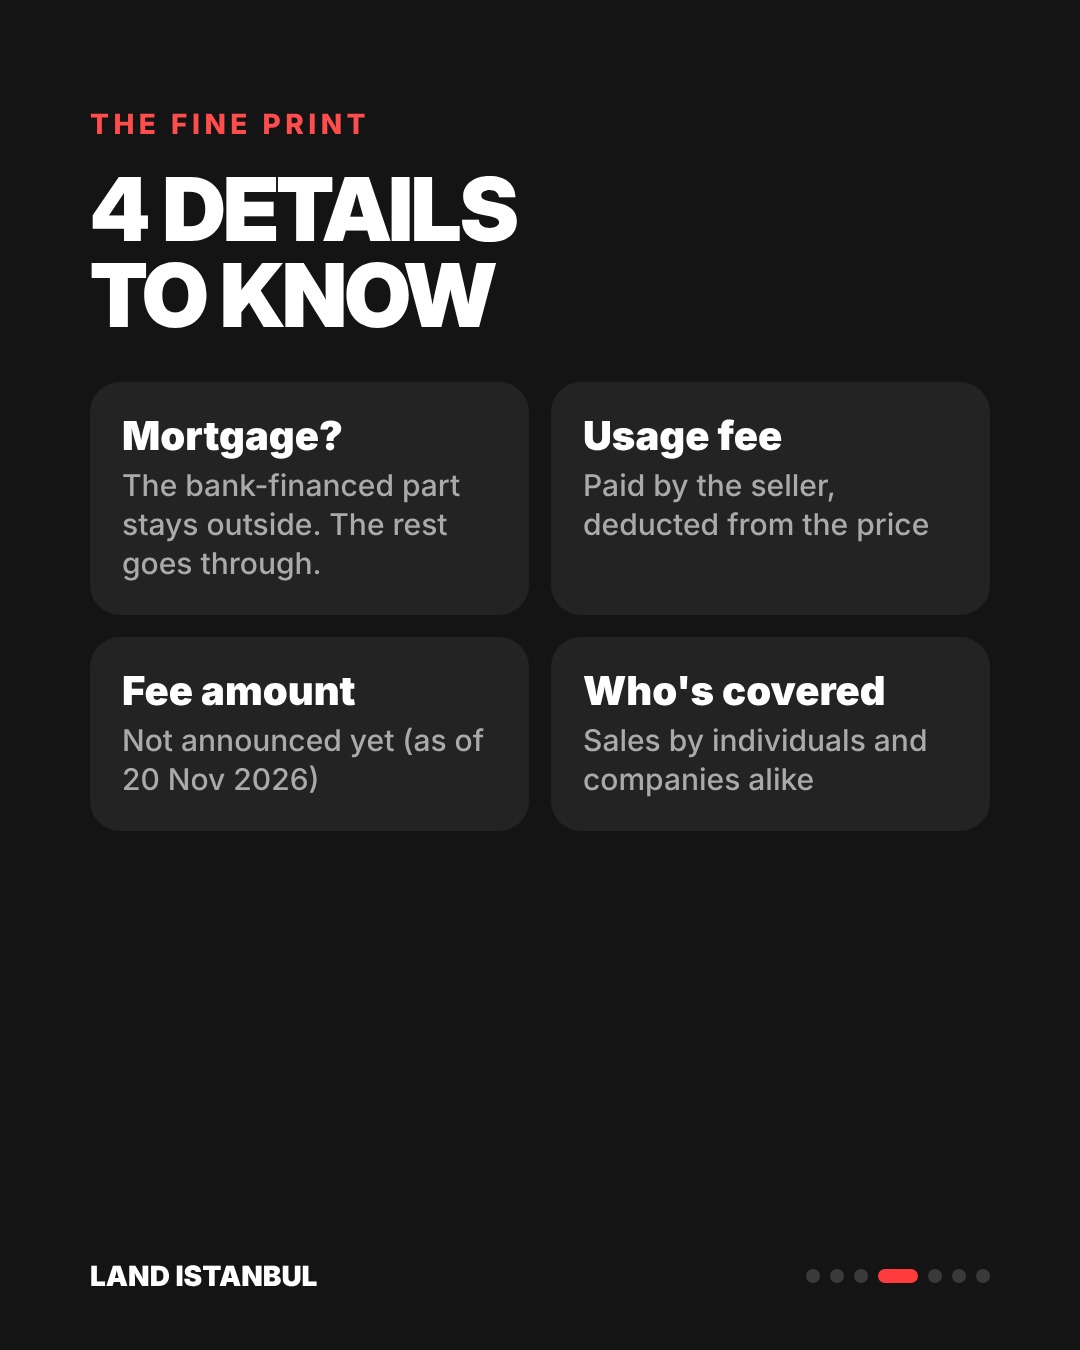 THE FINE PRINT
4 DETAILS
TO KNOW
Mortgage?
The bank-financed part
stays outside. The rest
goes through.
Usage fee
Paid by the seller,
deducted from the price
Fee amount
Not announced yet (as of
20 Nov 2026)
Who's covered
Sales by individuals and
companies alike
LAND ISTANBUL